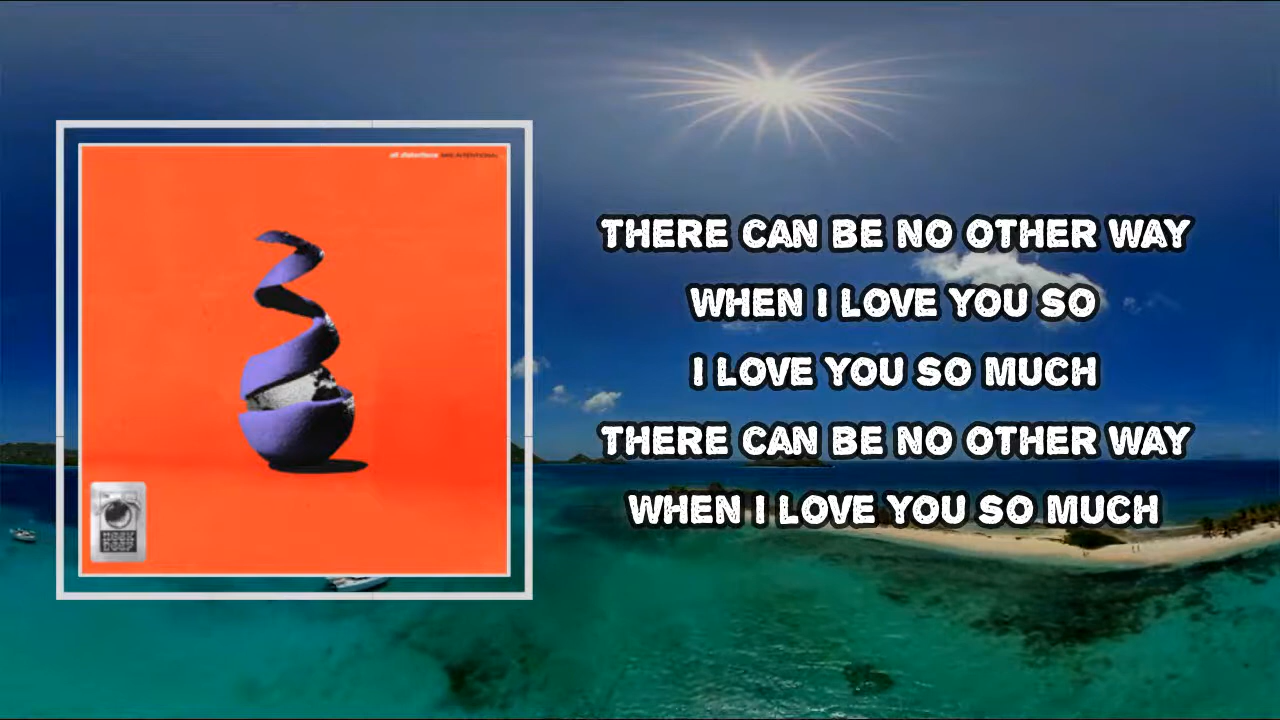 THERE CAN BE NO OTHER WAY
WHEN I LOVE YOU SO
I LOVE YOU SO MUCH
THERE CAN BE NO OTHER WAY
WHEN I LOVE YOU SO MUCH